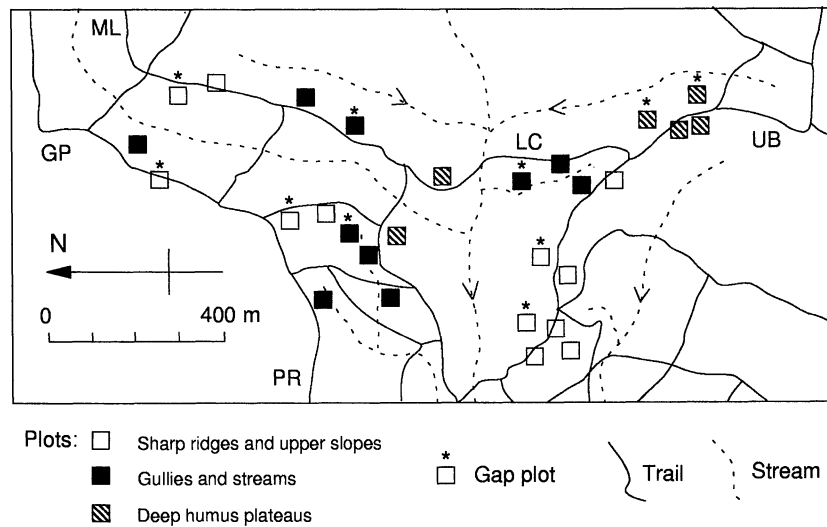 ML
GP
LC
UB
N
0 400 m
PR
Plots: Sharp ridges and upper slopes
Gullies and streams
Deep humus plateaus
* Gap plot
Trail
Stream